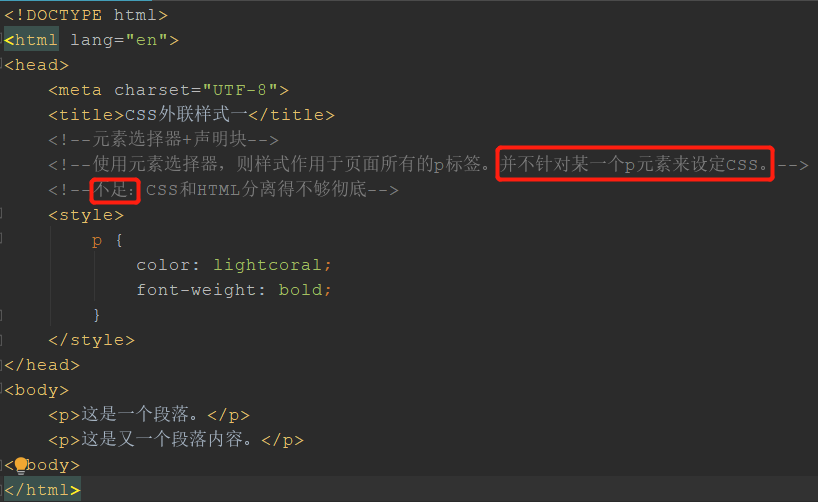 <!DOCTYPE html>
<html lang="en">
<head>
<meta charset="UTF-8">
<title>CSS外联样式一</title>
<!--元素选择器+声明块-->
<!--使用元素选择器，则样式作用于页面所有的p标签。并不针对某一个p元素来设定CSS。-->
<!--不足：CSS和HTML分离得不够彻底-->
<style>
p {
color: lightcoral;
font-weight: bold;
}
</style>
</head>
<body>
<p>这是一个段落。</p>
<p>这是又一个段落内容。</p>
</body>
</html>